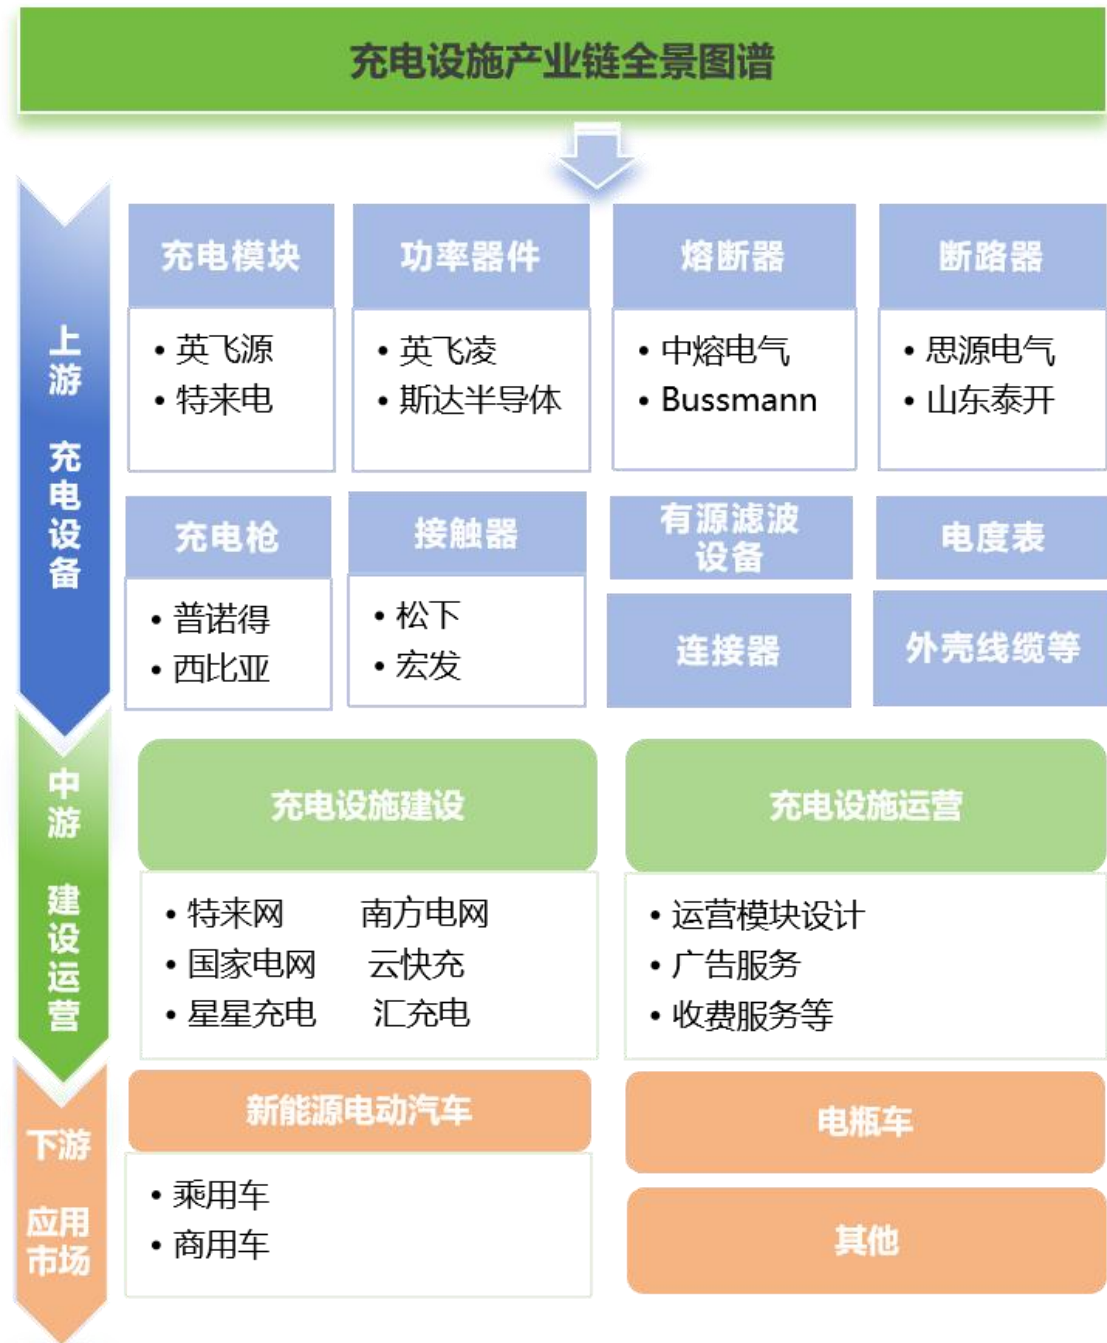 充电设施产业链全景图谱
上游 充电设备
充电模块
• 英飞源
• 特来电
功率器件
• 英飞凌
• 斯达半导体
熔断器
• 中熔电气
• Bussmann
断路器
• 思源电气
• 山东泰开
充电枪
• 普诺得
• 西比亚
接触器
• 松下
• 宏发
有源滤波
设备
电度表
连接器
外壳线缆等
中游 建设运营
充电设施建设
• 特来网 南方电网
• 国家电网 云快充
• 星星充电 汇充电
充电设施运营
• 运营模块设计
• 广告服务
• 收费服务等
下游
应用
市场
新能源电动汽车
• 乘用车
• 商用车
电瓶车
其他